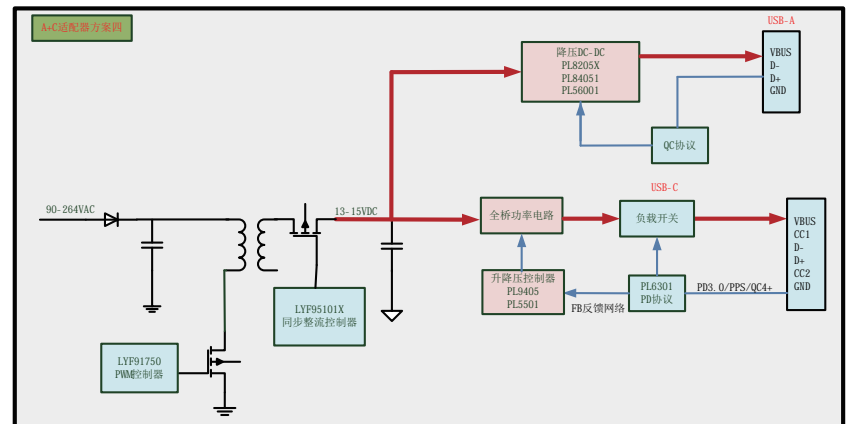 A+C适配器方案四
USB-A
降压DC-DC
PL8205X
PL84051
PL56001
VBUS
D-
D+
GND
QC协议
USB-C
90-264VAC
13-15VDC
全桥功率电路
负载开关
VBUS
CC1
D-
D+
CC2
GND
升降压控制器
PL9405
PL5501
PL6301
PD协议
PD3.0/PPS/QC4+
FB反馈网络
LYF95101X
同步整流控制器
LYF91750
PWM控制器